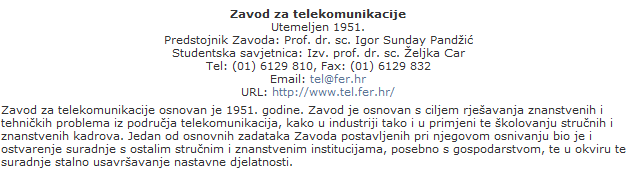 Zavod za telekomunikacije
Utemeljen 1951.
Predstojnik Zavoda: Prof. dr. sc. Igor Sunday Pandžić
Studentska savjetnica: Izv. prof. dr. sc. Željka Car
Tel: (01) 6129 810, Fax: (01) 6129 832
Email: tel@fer.hr
URL: http://www.tel.fer.hr/
Zavod za telekomunikacije osnovan je 1951. godine. Zavod je osnovan s ciljem rješavanja znanstvenih i
tehničkih problema iz područja telekomunikacija, kako u industriji tako i u primjeni te školovanju stručnih i
znanstvenih kadrova. Jedan od osnovnih zadataka Zavoda postavljenih pri njegovom osnivanju bio je i
ostvarenje suradnje s ostalim stručnim i znanstvenim institucijama, posebno s gospodarstvom, te u okviru te
suradnje stalno usavršavanje nastavne djelatnosti.